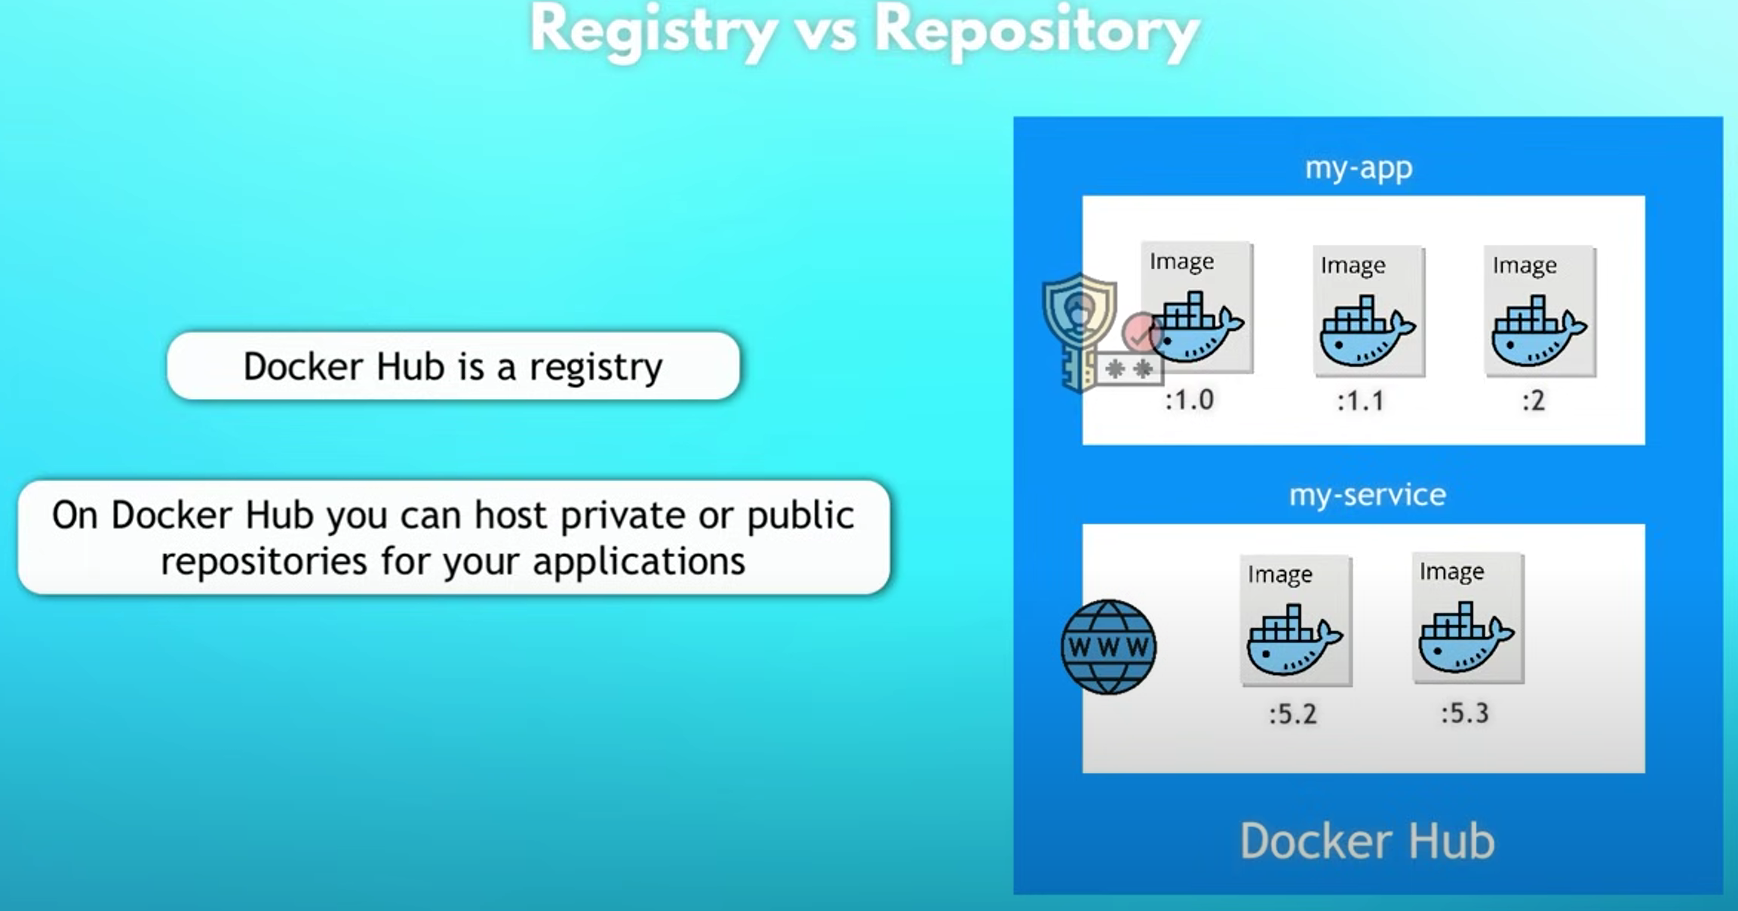 Registry vs Repository
Docker Hub is a registry
On Docker Hub you can host private or public
repositories for your applications
my-app
Image
Image
Image
**
:1.0
:1.1
:2
my-service
Image
Image
WWW
:5.2
:5.3
Docker Hub